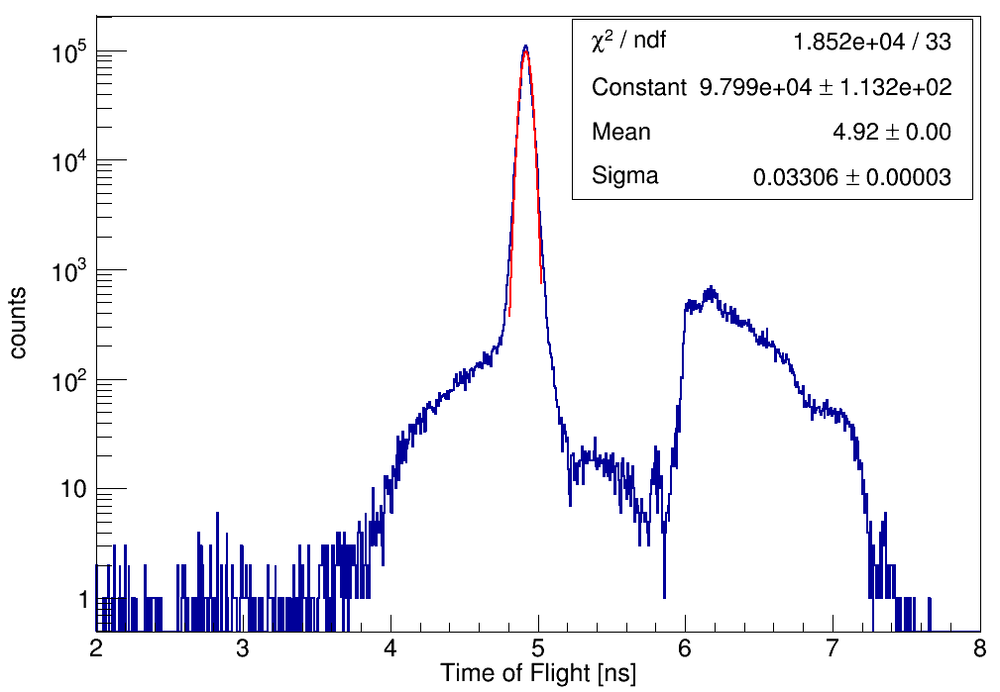 χ² / ndf 1.852e+04 / 33
Constant 9.799e+04 ± 1.132e+02
Mean 4.92 ± 0.00
Sigma 0.03306 ± 0.00003
10⁵
10⁴
10³
10²
10
1
counts
2 3 4 5 6 7 8
Time of Flight [ns]